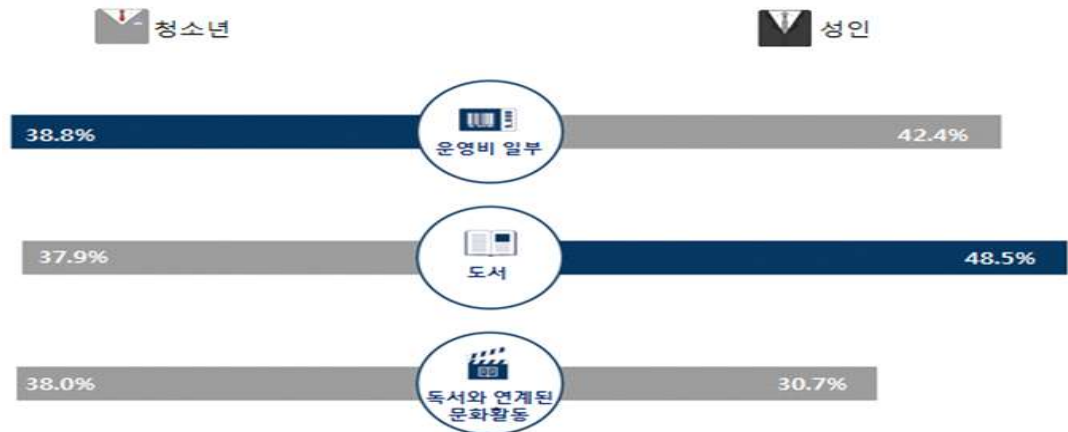 청소년 성인
38.8% 운영비 일부 42.4%
37.9% 도서 48.5%
38.0% 독서와 연계된 30.7%
문화활동